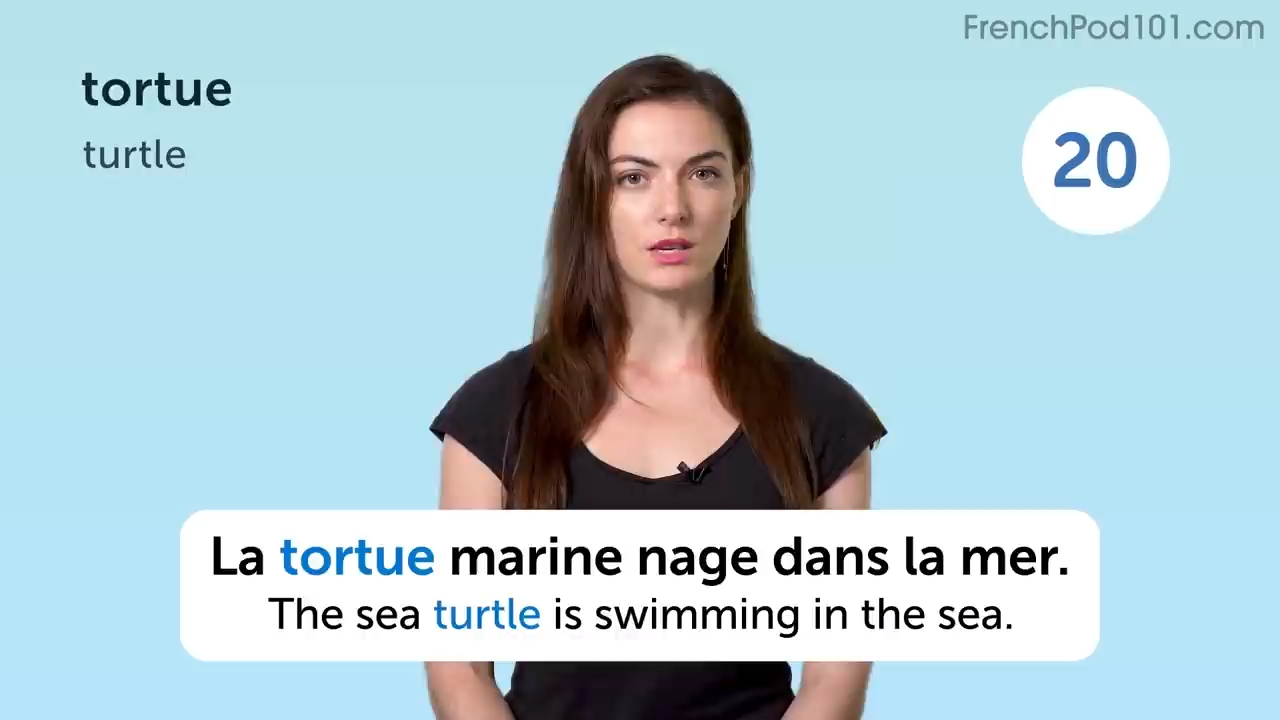 FrenchPod101.com
tortue
turtle
20
La tortue marine nage dans la mer.
The sea turtle is swimming in the sea.